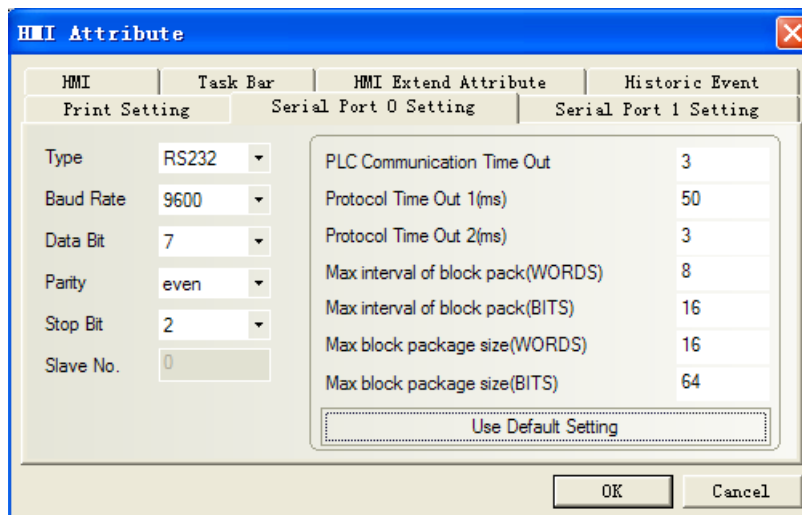 HMI Attribute
HMI Task Bar HMI Extend Attribute Historic Event
Print Setting Serial Port 0 Setting Serial Port 1 Setting
Type RS232
Baud Rate 9600
Data Bit 7
Parity even
Stop Bit 2
Slave No. 0
PLC Communication Time Out 3
Protocol Time Out 1(ms) 50
Protocol Time Out 2(ms) 3
Max interval of block pack(WORDS) 8
Max interval of block pack(BITS) 16
Max block package size(WORDS) 16
Max block package size(BITS) 64
Use Default Setting
OK Cancel